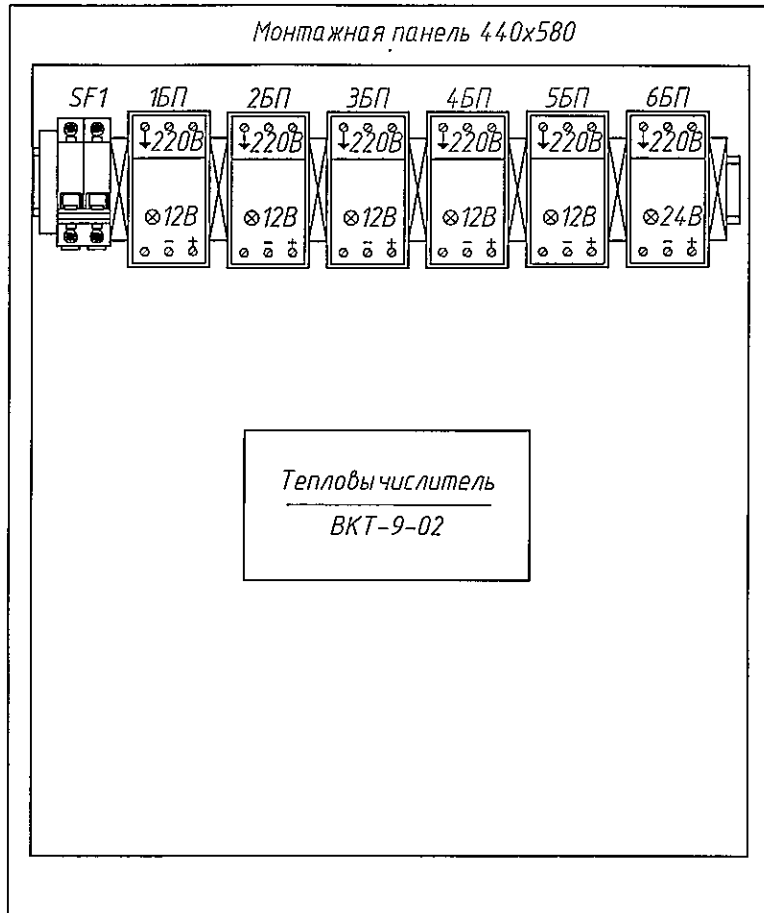 Монтажная панель 440х580
SF1 1БП 2БП 3БП 4БП 5БП 6БП
220В 220В 220В 220В 220В 220В
12В 12В 12В 12В 12В 24В
- + - + - + - + - + - +
Тепловычислитель
ВКТ-9-02